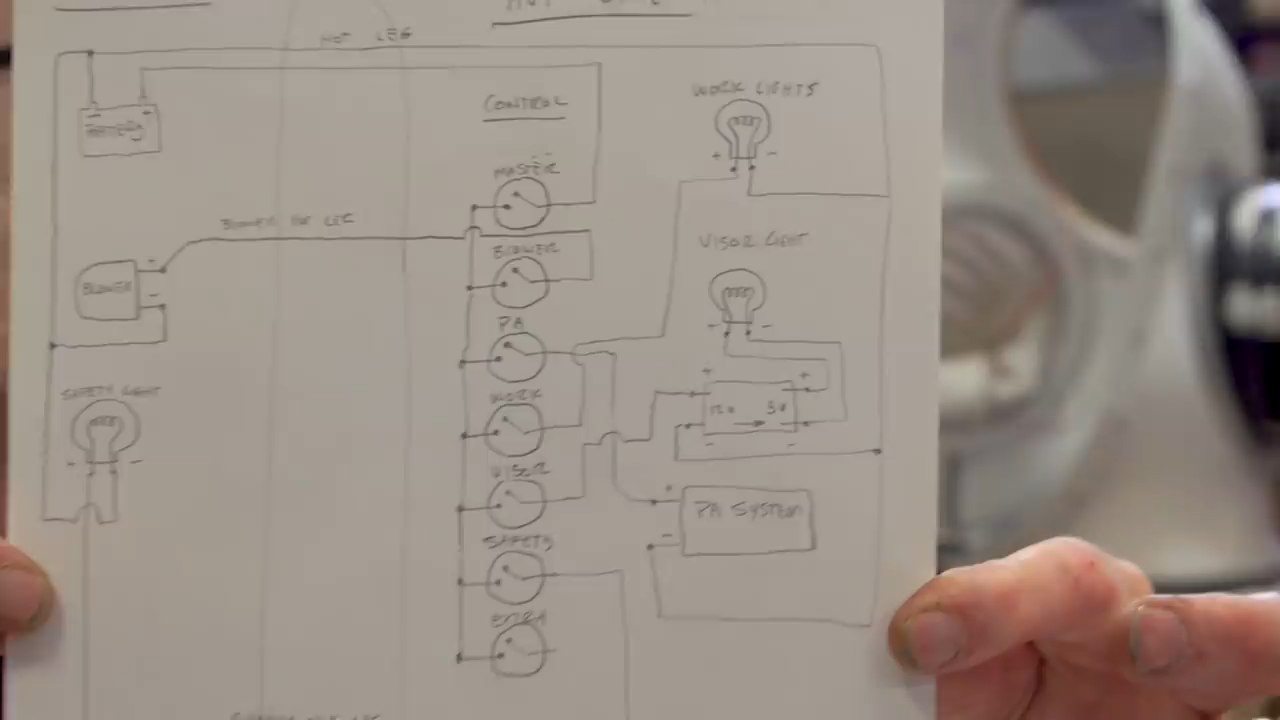 HOT LEG
BATTERY
CONTROL
WORK LIGHTS
+ -
MASTER
BLOWER HOT LEG
BLOWER
VISOR LIGHT
BLOWER
PA
SAFETY LIGHT
WORK
12v 5v
VISOR
PA SYSTEM
SAFETY
EXTRA